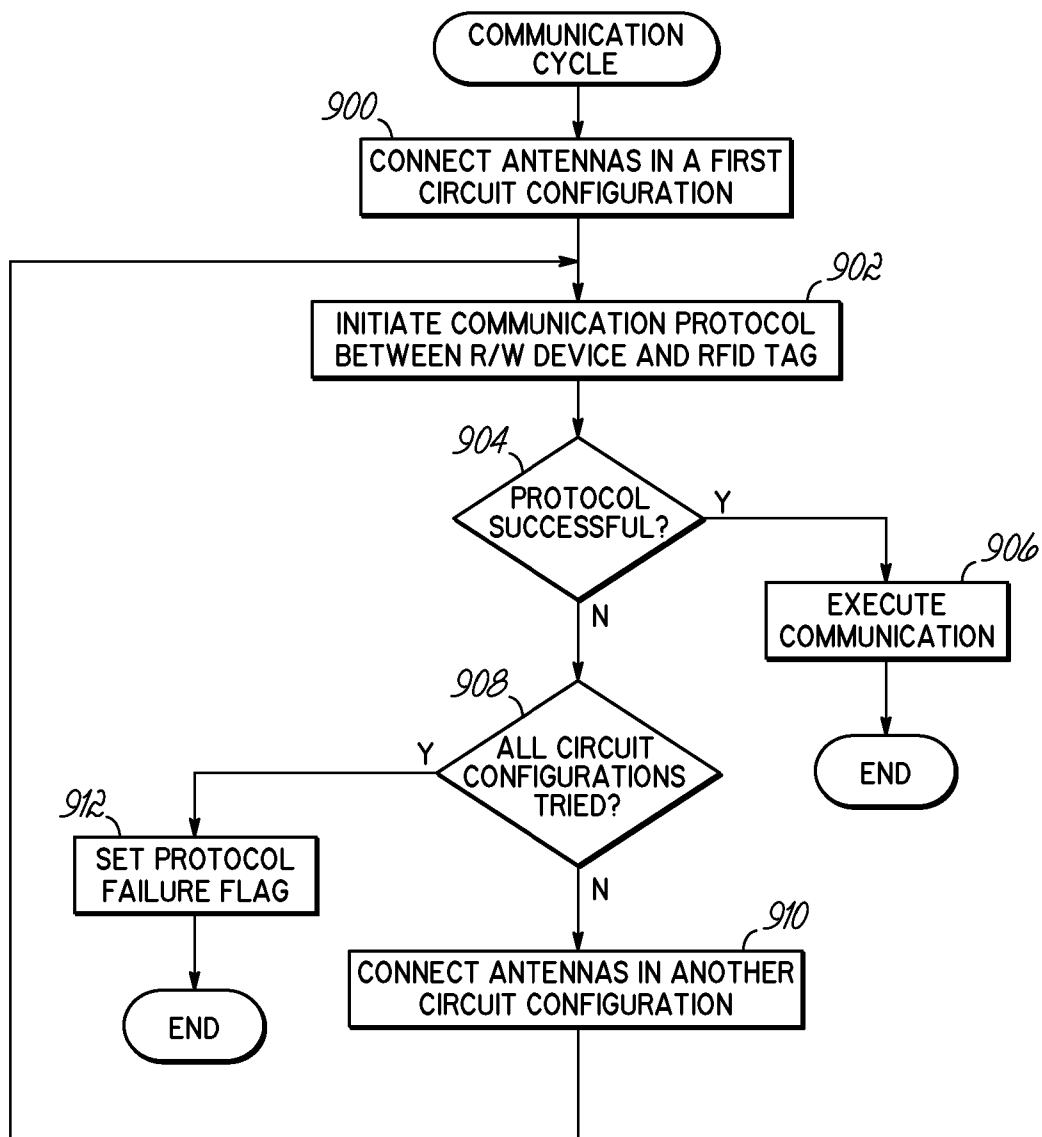 COMMUNICATION
CYCLE
900
CONNECT ANTENNAS IN A FIRST
CIRCUIT CONFIGURATION
902
INITIATE COMMUNICATION PROTOCOL
BETWEEN R/W DEVICE AND RFID TAG
904
PROTOCOL
SUCCESSFUL?
Y
N
906
EXECUTE
COMMUNICATION
END
908
ALL CIRCUIT
CONFIGURATIONS
TRIED?
Y
N
912
SET PROTOCOL
FAILURE FLAG
END
910
CONNECT ANTENNAS IN ANOTHER
CIRCUIT CONFIGURATION